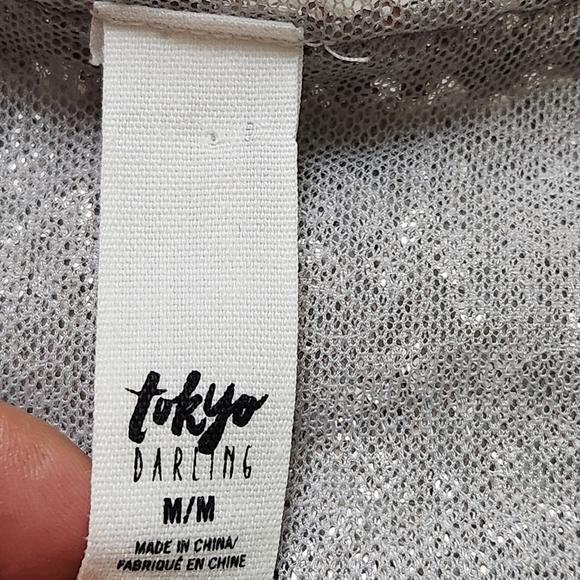 tokyo
DARLING
M/M
MADE IN CHINA/
FABRIQUÉ EN CHINE